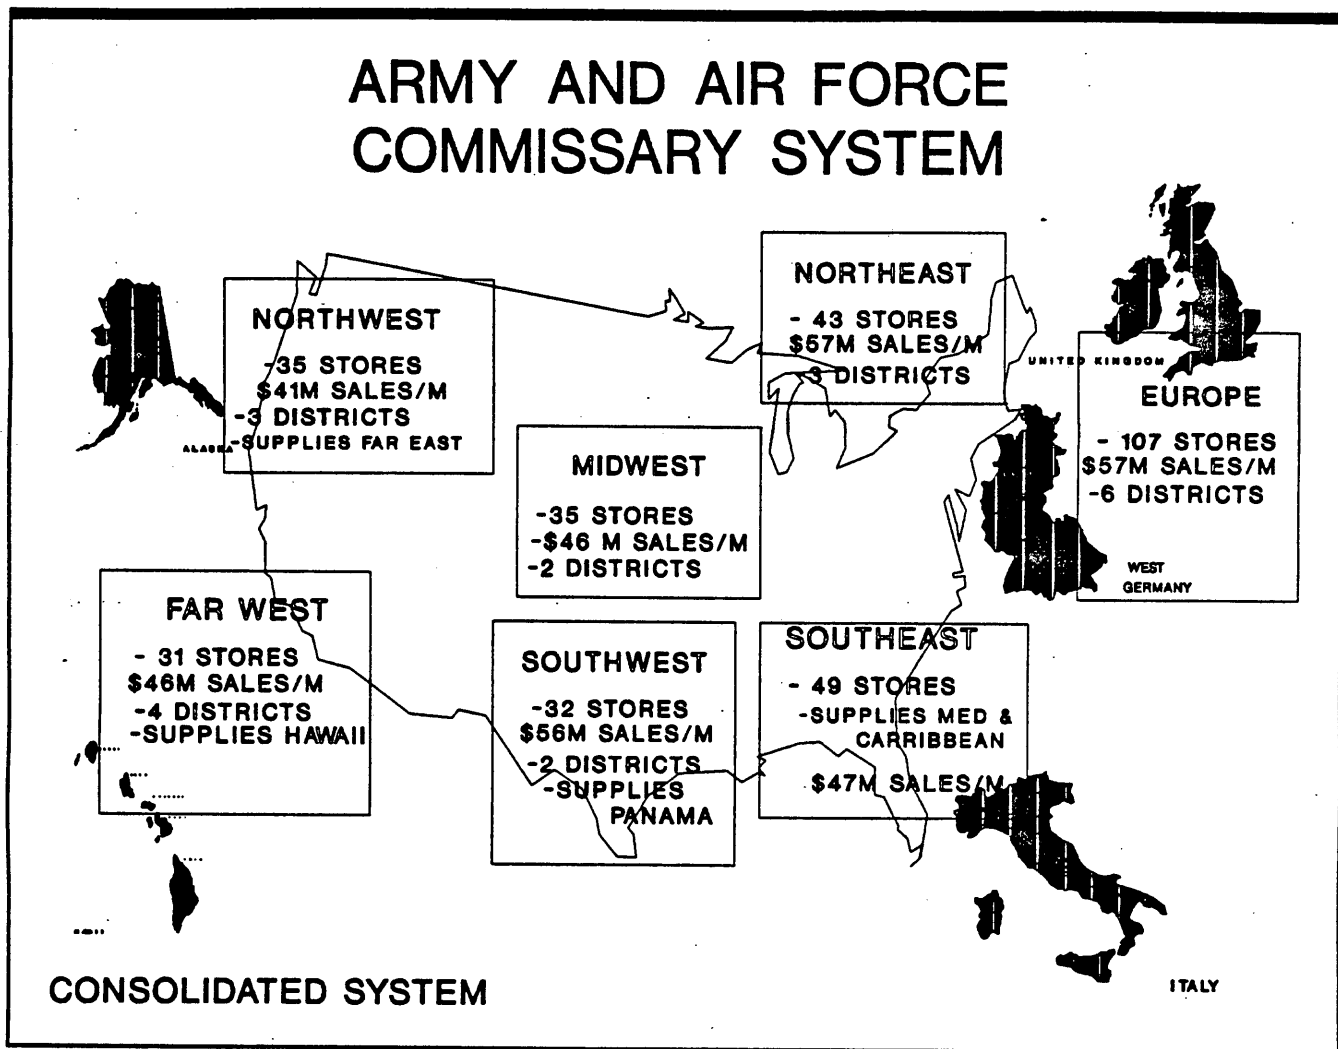 ARMY AND AIR FORCE
COMMISSARY SYSTEM
NORTHWEST
-35 STORES
$41M SALES/M
-3 DISTRICTS
-SUPPLIES FAR EAST
ALASKA
NORTHEAST
- 43 STORES
$57M SALES/M
-3 DISTRICTS
UNITED KINGDOM
EUROPE
- 107 STORES
$57M SALES/M
-6 DISTRICTS
WEST
GERMANY
MIDWEST
-35 STORES
-$46 M SALES/M
-2 DISTRICTS
FAR WEST
- 31 STORES
$46M SALES/M
-4 DISTRICTS
-SUPPLIES HAWAII
SOUTHWEST
-32 STORES
$56M SALES/M
-2 DISTRICTS
-SUPPLIES
PANAMA
SOUTHEAST
- 49 STORES
-SUPPLIES MED &
CARRIBBEAN
$47M SALES/M
ITALY
CONSOLIDATED SYSTEM